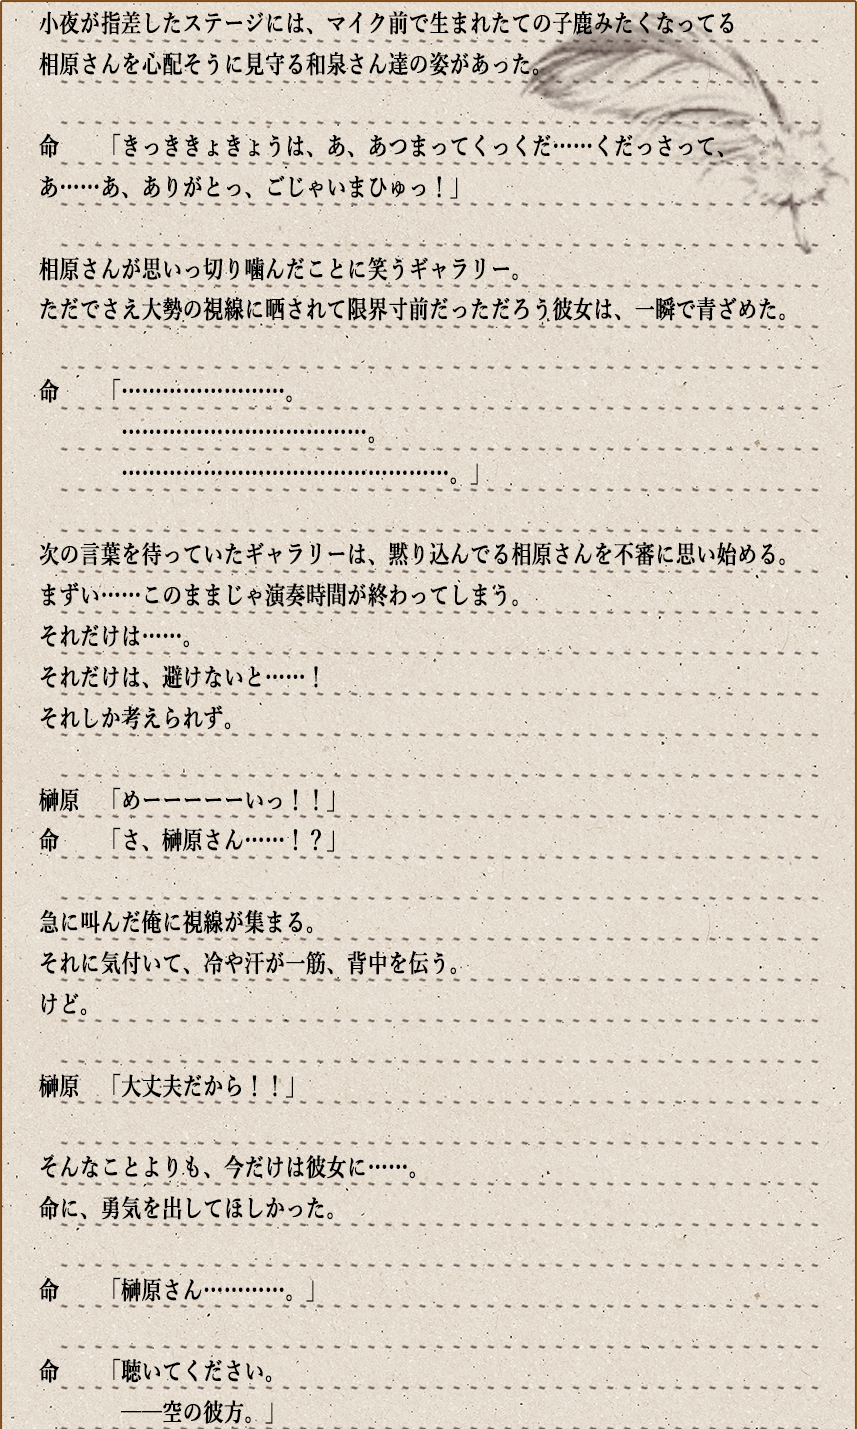 小夜が指差したステージには、マイク前で生まれたての子鹿みたくなってる
相原さんを心配そうに見守る和泉さん達の姿があった。
命　　「きっききょきょうは、あ、あつまってくっくだ……くだっさって、
あ……あ、ありがとっ、ごじゃいまひゅっ！」
相原さんが思いっ切り噛んだことに笑うギャラリー。
ただでさえ大勢の視線に晒されて限界寸前だっただろう彼女は、一瞬で青ざめた。
命　　「……………………。
………………………………。
…………………………………………。」
次の言葉を待っていたギャラリーは、黙り込んでる相原さんを不審に思い始める。
まずい……このままじゃ演奏時間が終わってしまう。
それだけは……。
それだけは、避けないと……！
それしか考えられず。
榊原　「めーーーーーいっ！！」
命　　「さ、榊原さん……！？」
急に叫んだ俺に視線が集まる。
それに気付いて、冷や汗が一筋、背中を伝う。
けど。
榊原　「大丈夫だから！！」
そんなことよりも、今だけは彼女に……。
命に、勇気を出してほしかった。
命　　「榊原さん…………。」
命　　「聴いてください。
――空の彼方。」